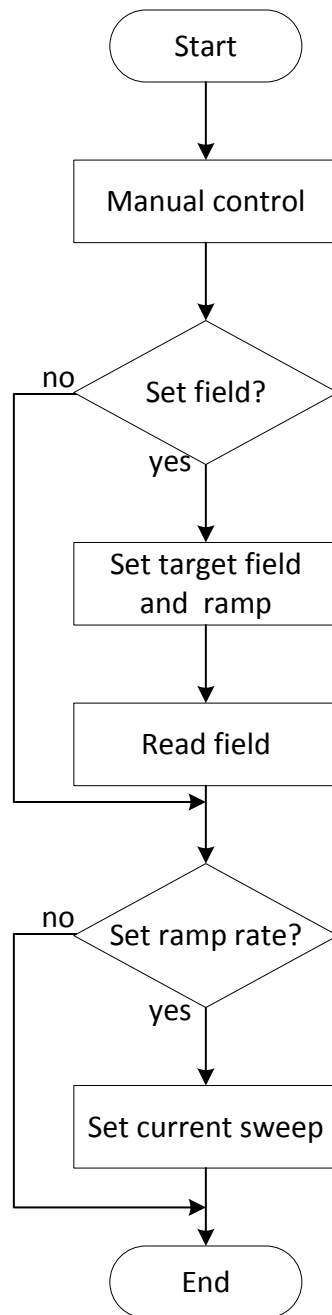 Start
Manual control
Set field?
no
yes
Set target field
and ramp
Read field
Set ramp rate?
no
yes
Set current sweep
End